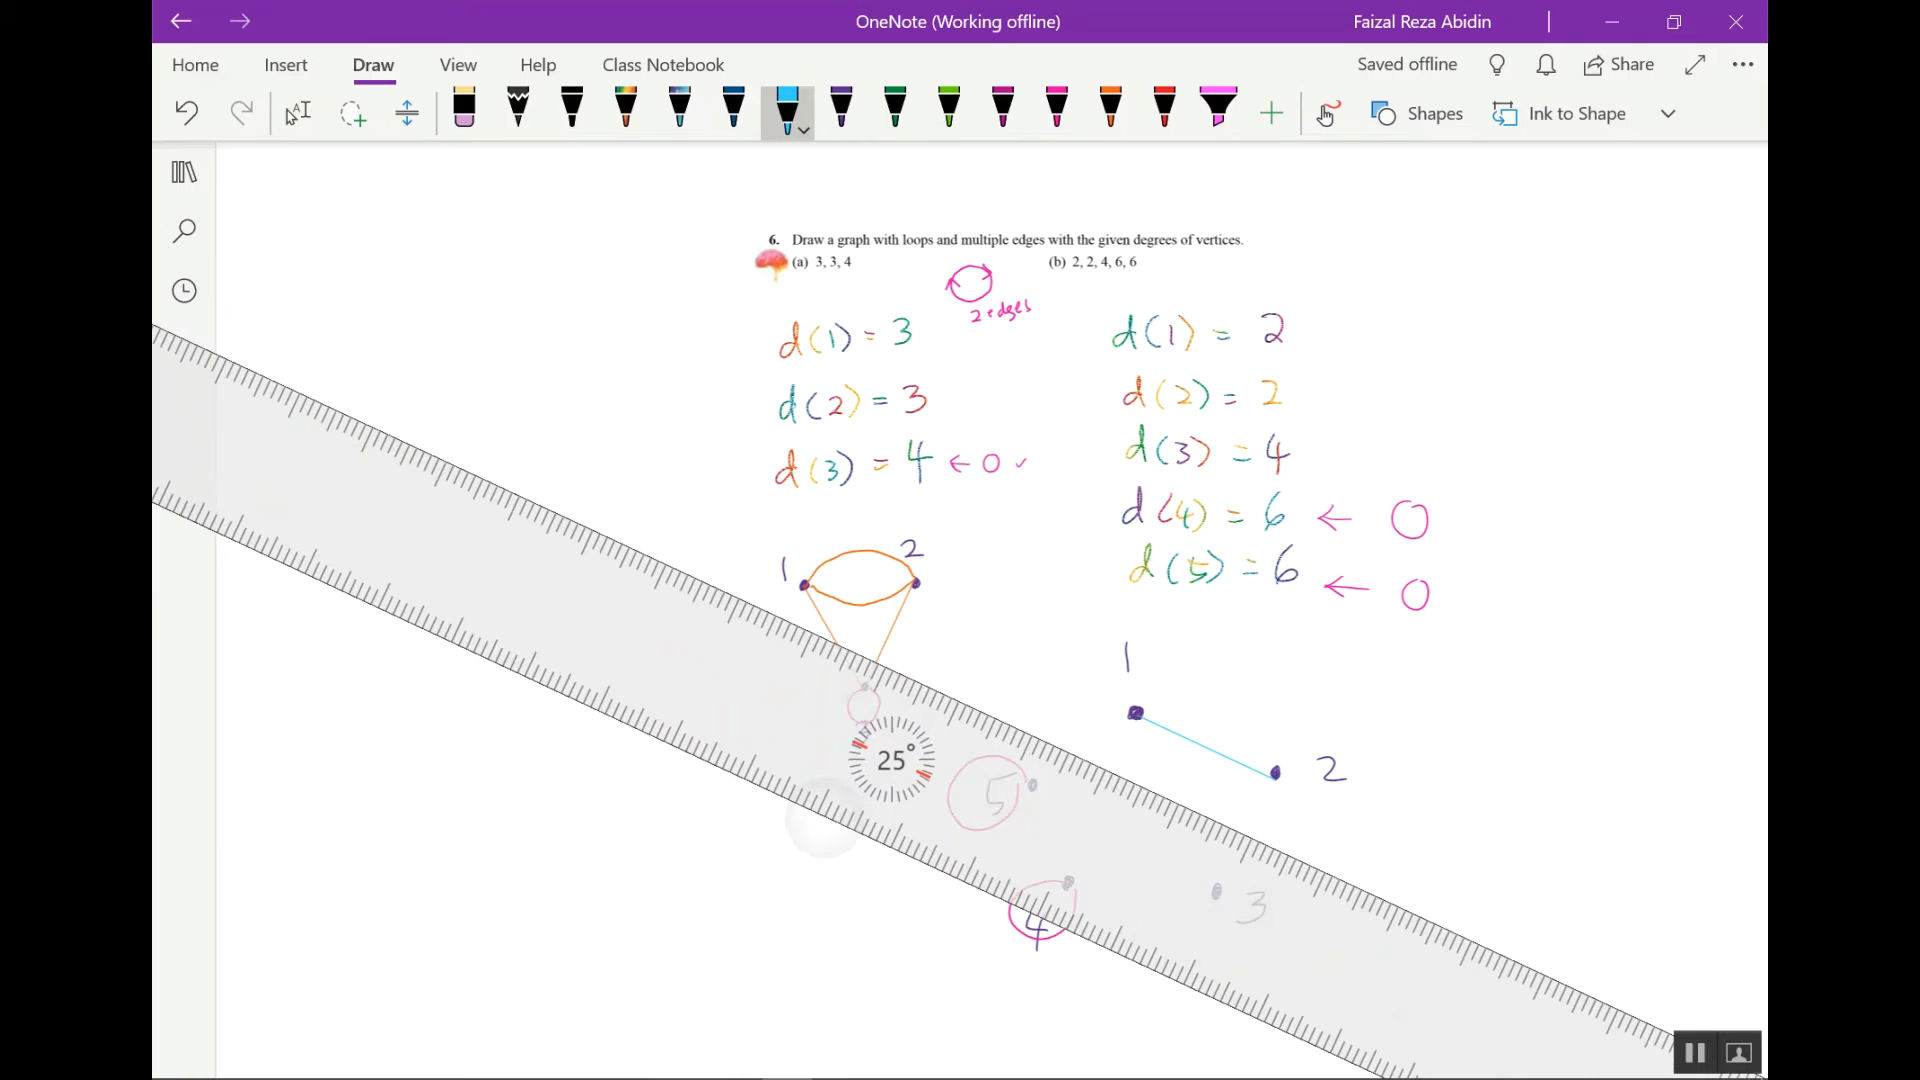 OneNote (Working offline)
Faizal Reza Abidin
Home Insert Draw View Help Class Notebook
Saved offline Share
Shapes Ink to Shape
6. Draw a graph with loops and multiple edges with the given degrees of vertices.
(a) 3, 3, 4 (b) 2, 2, 4, 6, 6
2 edges
d(1) = 3
d(2) = 3
d(3) = 4 ← 0 ✓
d(1) = 2
d(2) = 2
d(3) = 4
d(4) = 6 ← 0
d(5) = 6 ← 0
1 2
1
2
25°
5
3
4